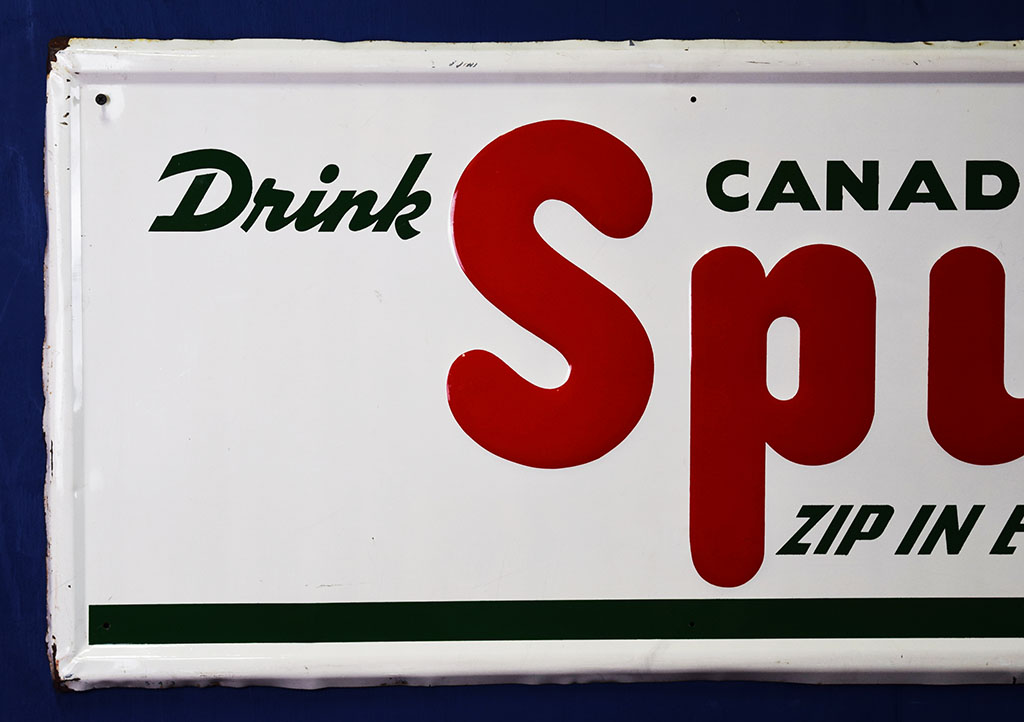 Drink CANAD
Spu
ZIP IN E